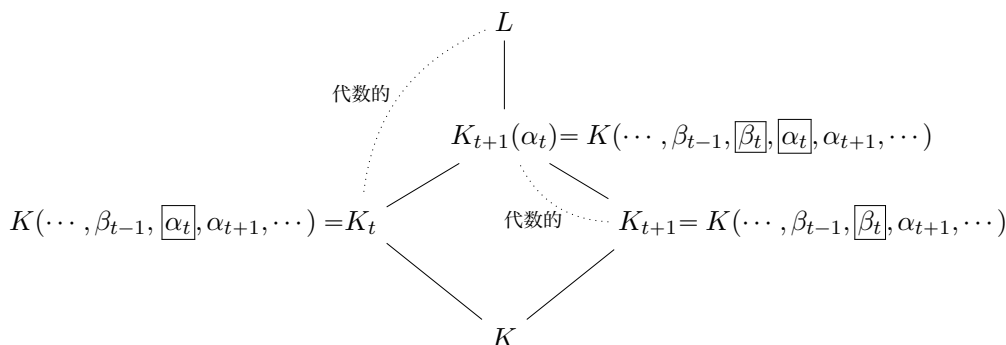 L
代数的
K_{t+1}(α_t)= K(⋯ , β_{t−1}, β_t, α_t, α_{t+1}, ⋯ )
K(⋯ , β_{t−1}, α_t, α_{t+1}, ⋯ ) =K_t
代数的
K_{t+1}= K(⋯ , β_{t−1}, β_t, α_{t+1}, ⋯ )
K